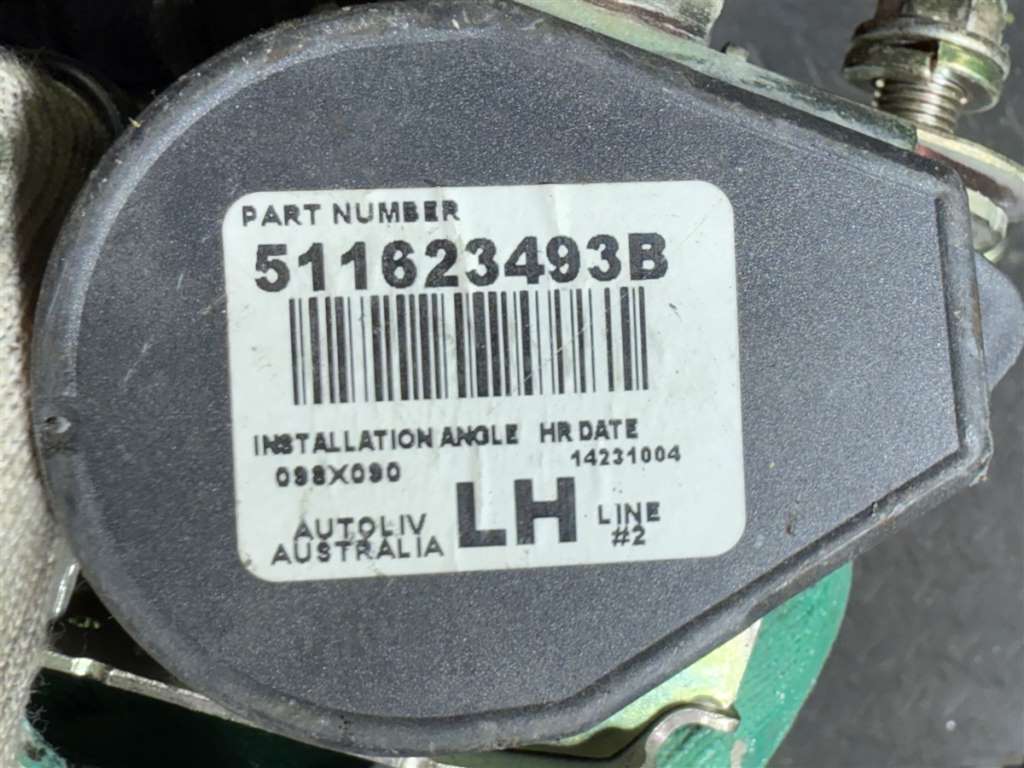 PART NUMBER
511623493B
INSTALLATION ANGLE HR DATE
098X090 14231004
AUTOLIV
AUSTRALIA LH LINE
#2